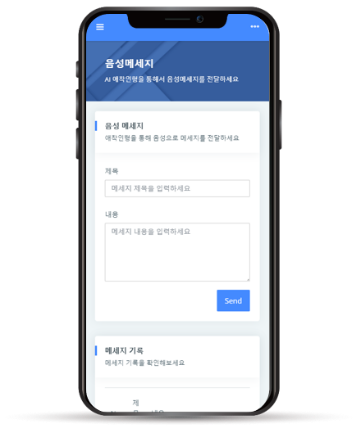 음성메세지
AI 애착인형을 통해서 음성메세지를 전달하세요
음성 메세지
애착인형을 통해 음성으로 메세지를 전달하세요
제목
메세지 제목을 입력하세요
내용
메세지 내용을 입력하세요
Send
메세지 기록
메세지 기록을 확인해보세요
제